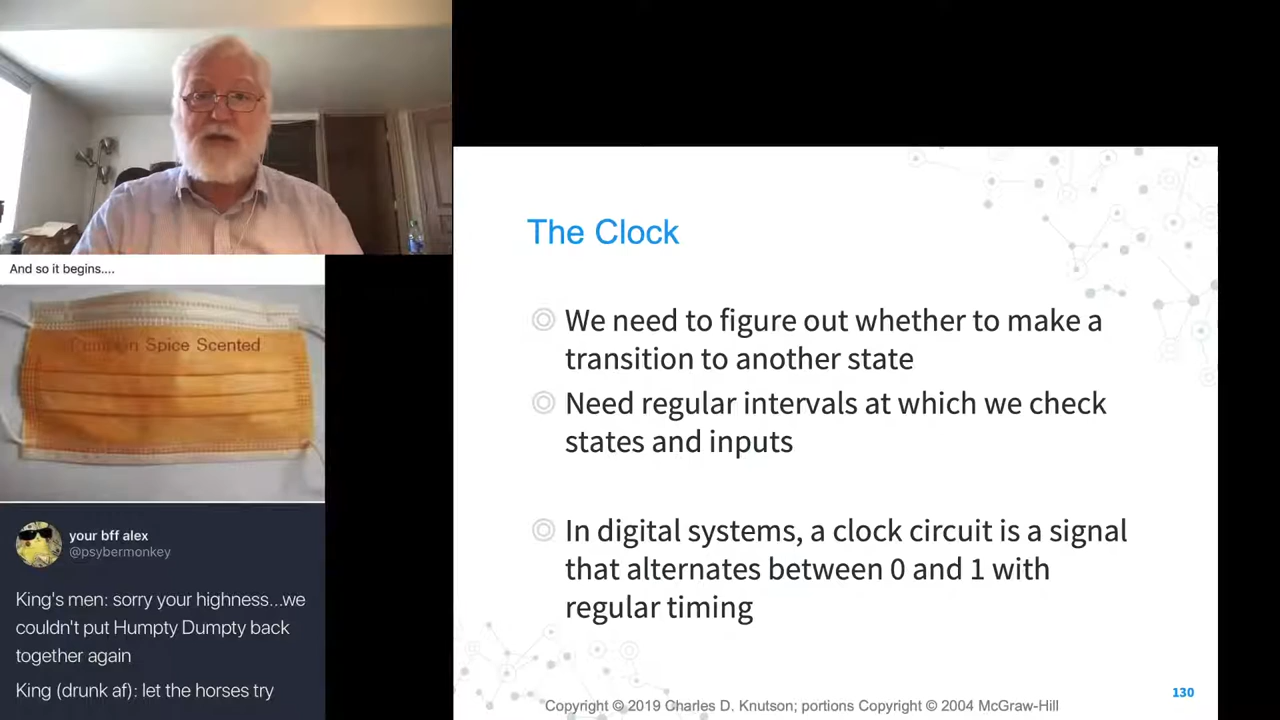 And so it begins....
Pumpkin Spice Scented
your bff alex
@psybermonkey
King's men: sorry your highness...we
couldn't put Humpty Dumpty back
together again
King (drunk af): let the horses try
The Clock
We need to figure out whether to make a
transition to another state
Need regular intervals at which we check
states and inputs
In digital systems, a clock circuit is a signal
that alternates between 0 and 1 with
regular timing
Copyright © 2019 Charles D. Knutson; portions Copyright © 2004 McGraw-Hill
130